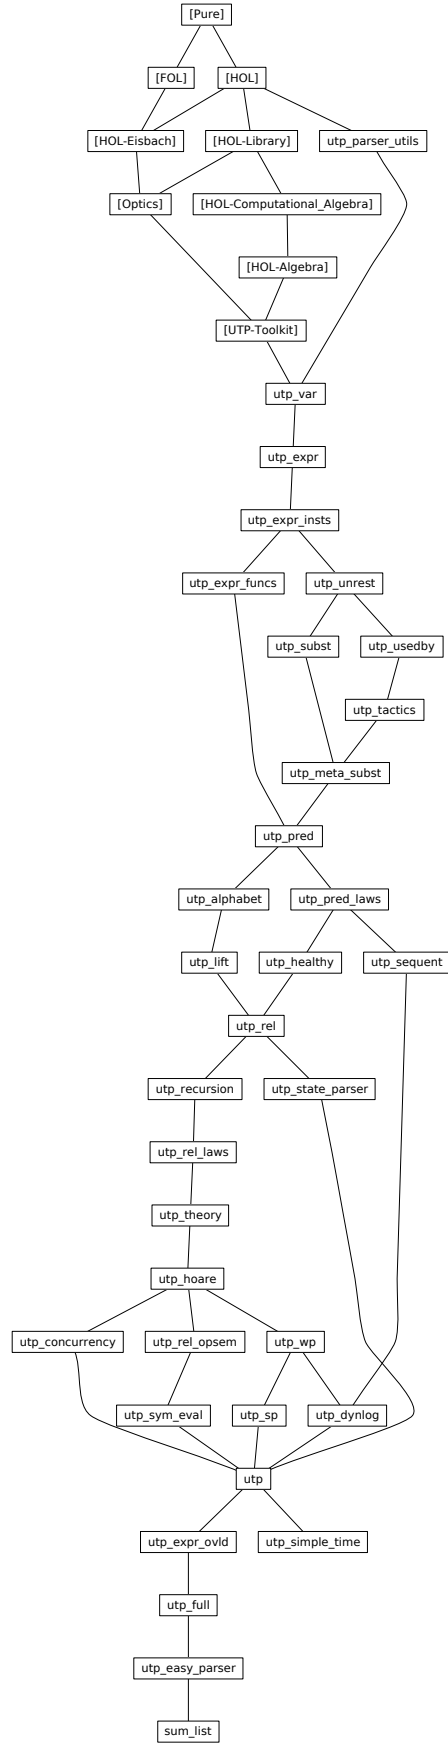 [Pure]
[FOL]
[HOL]
[HOL-Eisbach]
[HOL-Library]
utp_parser_utils
[Optics]
[HOL-Computational_Algebra]
[HOL-Algebra]
[UTP-Toolkit]
utp_var
utp_expr
utp_expr_insts
utp_expr_funcs
utp_unrest
utp_subst
utp_usedby
utp_tactics
utp_meta_subst
utp_pred
utp_alphabet
utp_pred_laws
utp_lift
utp_healthy
utp_sequent
utp_rel
utp_recursion
utp_state_parser
utp_rel_laws
utp_theory
utp_hoare
utp_concurrency
utp_rel_opsem
utp_wp
utp_sym_eval
utp_sp
utp_dynlog
utp
utp_expr_ovld
utp_simple_time
utp_full
utp_easy_parser
sum_list